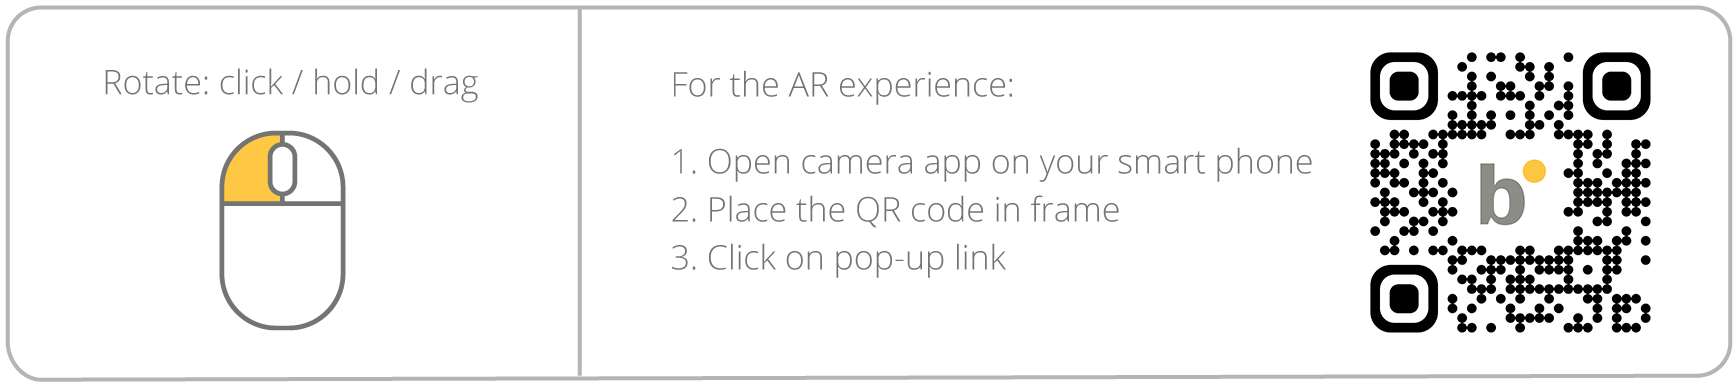 Rotate: click / hold / drag
For the AR experience:
1. Open camera app on your smart phone
2. Place the QR code in frame
3. Click on pop-up link
b